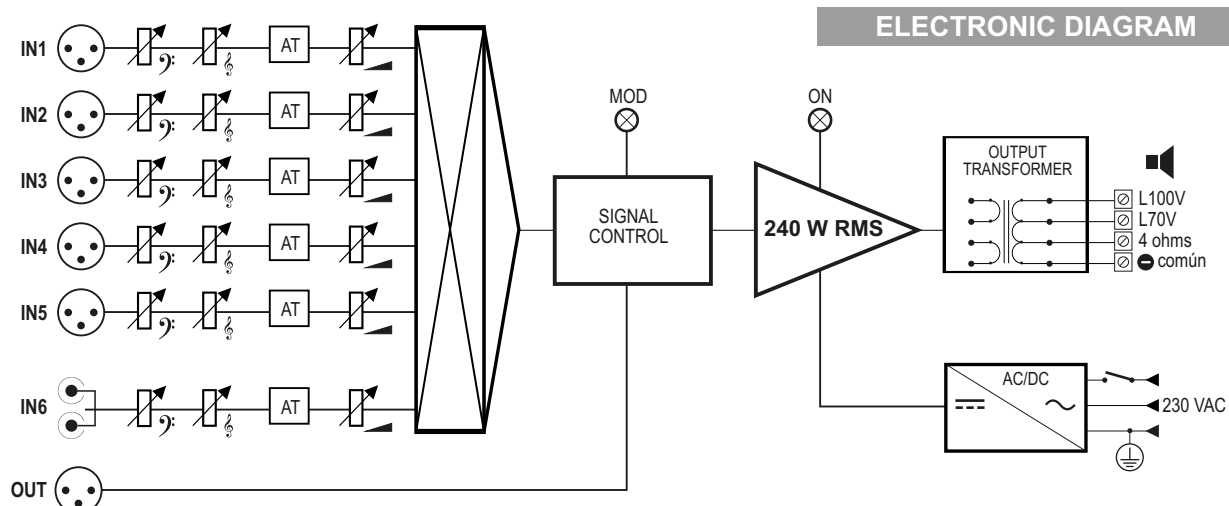 ELECTRONIC DIAGRAM
IN1
AT
IN2
AT
IN3
AT
IN4
AT
IN5
AT
IN6
AT
OUT
MOD
SIGNAL
CONTROL
ON
240 W RMS
OUTPUT
TRANSFORMER
L100V
L70V
4 ohms
común
AC/DC
230 VAC